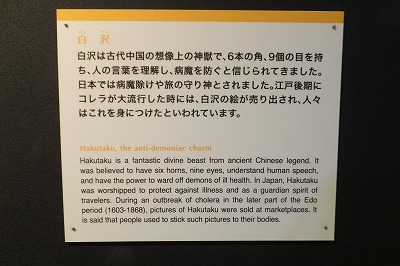 はく たく
白 沢
白沢は古代中国の想像上の神獣で、6本の角、9個の目を持
ち、人の言葉を理解し、病魔を防ぐと信じられてきました。
日本では病魔除けや旅の守り神とされました。江戸後期に
コレラが大流行した時には、白沢の絵が売り出され、人々
はこれを身につけたといわれています。
Hakutaku, the anti-demoniac charm
Hakutaku is a fantastic divine beast from ancient Chinese legend. It
was believed to have six horns, nine eyes, understand human speech,
and have the power to ward off demons of ill health. In Japan, Hakutaku
was worshipped to protect against illness and as a guardian spirit of
travelers. During an outbreak of cholera in the later part of the Edo
period (1603-1868), pictures of Hakutaku were sold at marketplaces. It
is said that people used to stick such pictures to their bodies.